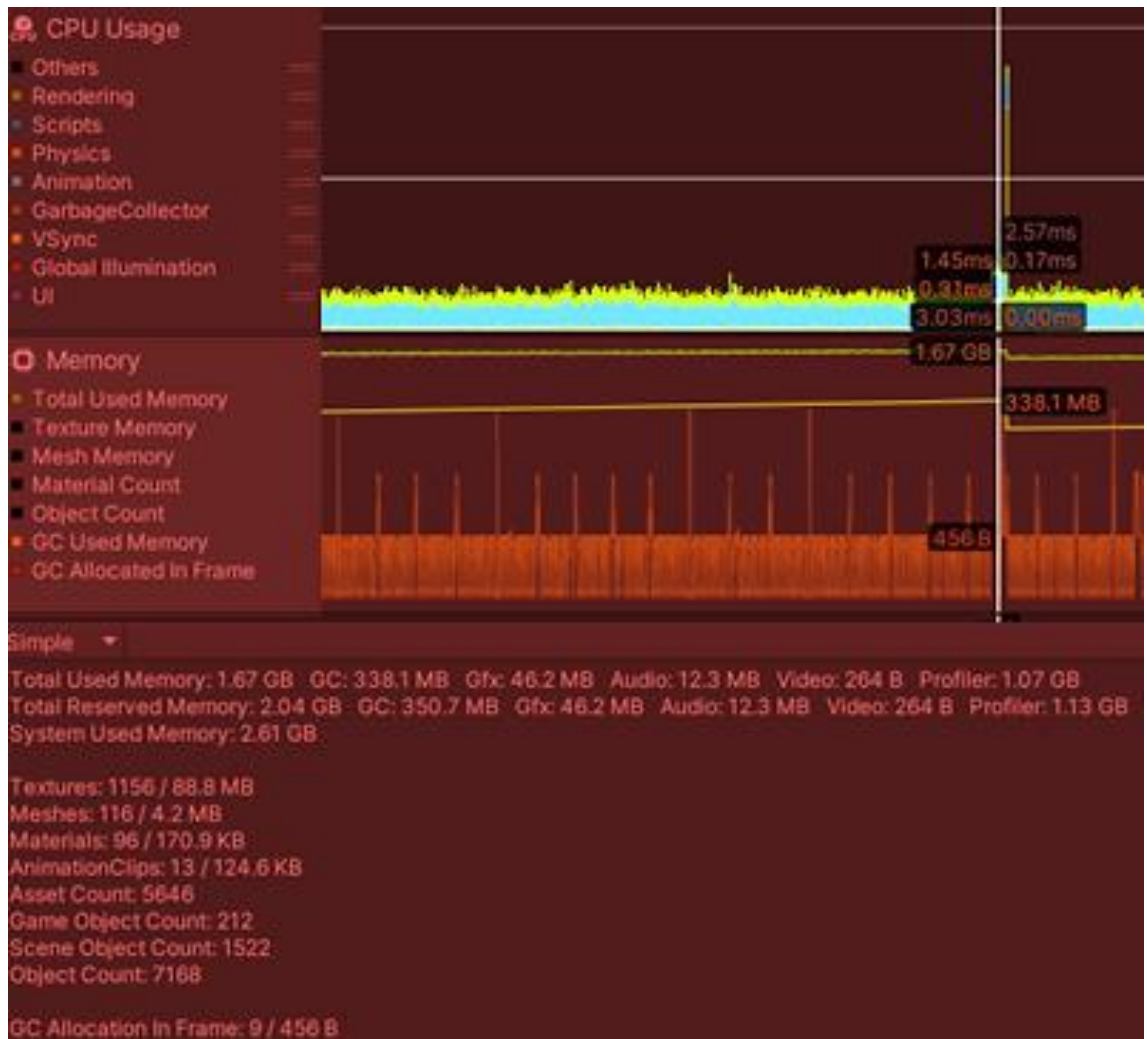 CPU Usage
Others
Rendering
Scripts
Physics
Animation
GarbageCollector
VSync
Global Illumination
UI
2.57ms
1.45ms 0.17ms
0.31ms
3.03ms 0.00ms
Memory
1.67 GB
Total Used Memory
338.1 MB
Texture Memory
Mesh Memory
Material Count
Object Count
GC Used Memory
456 B
GC Allocated In Frame
Simple
Total Used Memory: 1.67 GB GC: 338.1 MB Gfx: 46.2 MB Audio: 12.3 MB Video: 264 B Profiler: 1.07 GB
Total Reserved Memory: 2.04 GB GC: 350.7 MB Gfx: 46.2 MB Audio: 12.3 MB Video: 264 B Profiler: 1.13 GB
System Used Memory: 2.61 GB
Textures: 1156 / 88.8 MB
Meshes: 116 / 4.2 MB
Materials: 96 / 170.9 KB
AnimationClips: 13 / 124.6 KB
Asset Count: 5646
Game Object Count: 212
Scene Object Count: 1522
Object Count: 7168
GC Allocation In Frame: 9 / 456 B